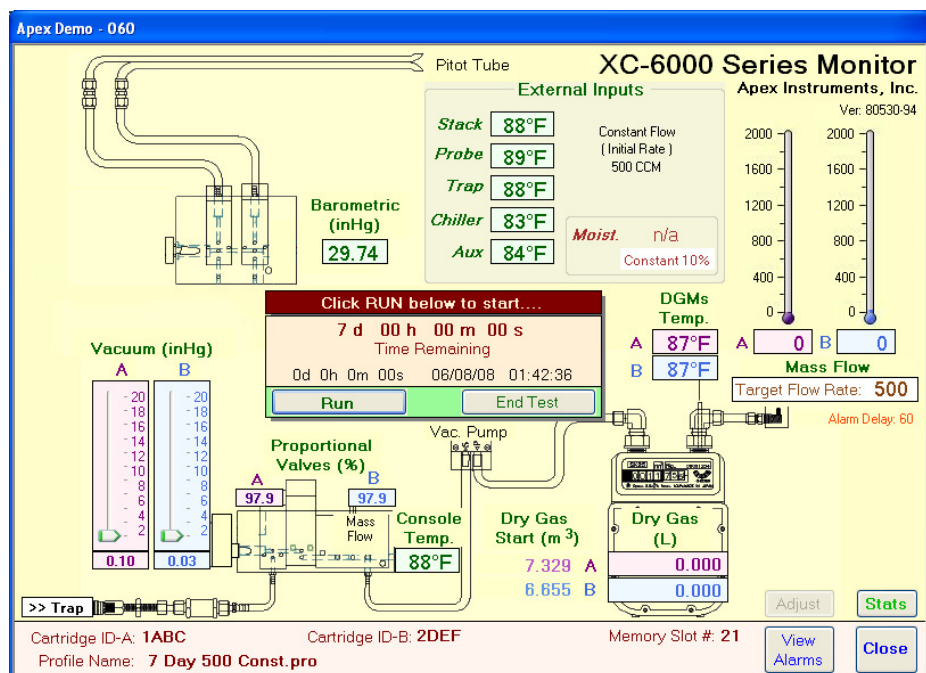 Apex Demo - 060
Pitot Tube
XC-6000 Series Monitor
Apex Instruments, Inc.
Ver: 80530-94
External Inputs
Stack 88°F
Probe 89°F
Trap 88°F
Chiller 83°F
Aux 84°F
Constant Flow
( Initial Rate )
500 CCM
Moist. n/a
Constant 10%
Barometric
(inHg)
29.74
2000 2000
1600 1600
1200 1200
800 800
400 400
0 0
A 0 B 0
Mass Flow
Target Flow Rate: 500
Alarm Delay: 60
DGMs
Temp.
A 87°F
B 87°F
Click RUN below to start....
7 d 00 h 00 m 00 s
Time Remaining
0d 0h 0m 00s 06/08/08 01:42:36
Run End Test
Vacuum (inHg)
A B
20 20
18 18
16 16
14 14
12 12
10 10
8 8
6 6
4 4
2 2
0.10 0.03
Vac. Pump
Proportional
Valves (%)
A B
97.9 97.9
Mass
Flow
Console
Temp.
88°F
Dry Gas
Start (m³)
7.329 A
6.655 B
Dry Gas
(L)
0.000
0.000
>> Trap
Adjust Stats
Cartridge ID-A: 1ABC Cartridge ID-B: 2DEF Memory Slot #: 21
Profile Name: 7 Day 500 Const.pro
View
Alarms
Close